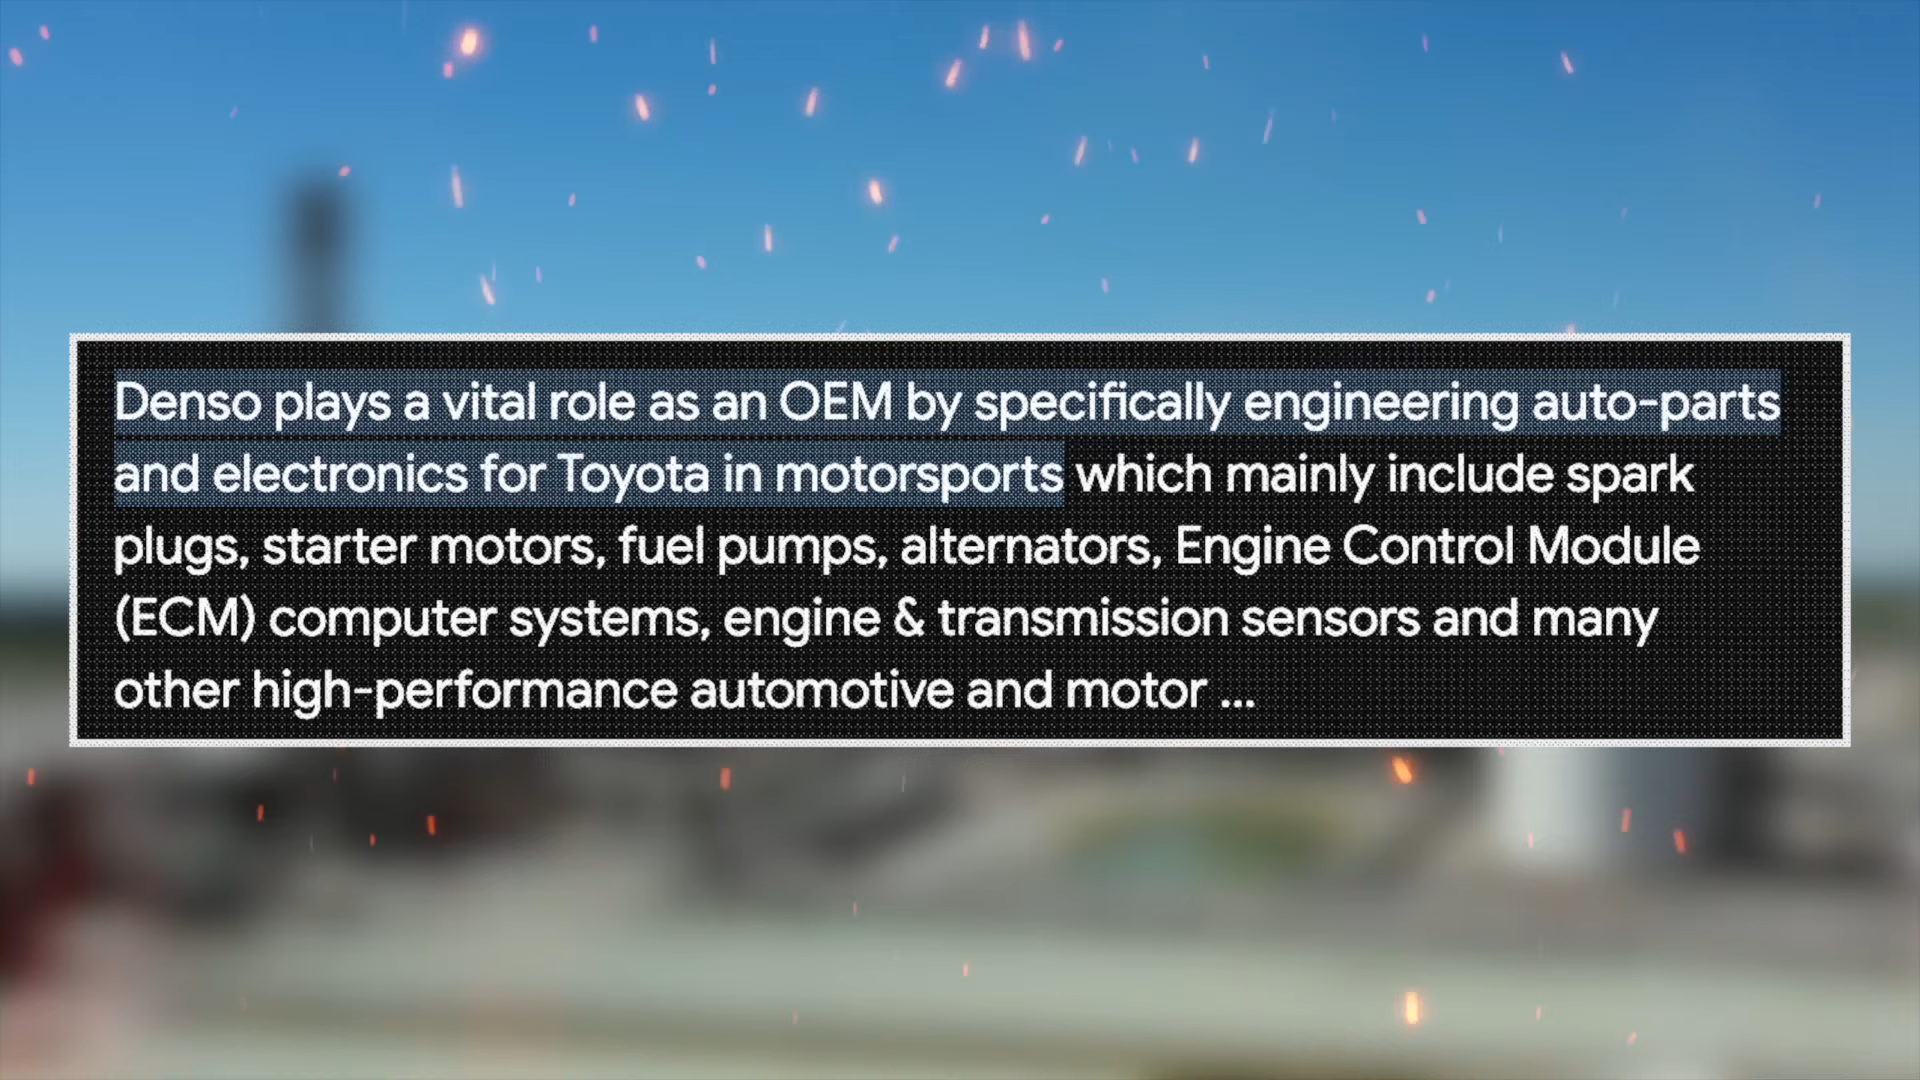 Denso plays a vital role as an OEM by specifically engineering auto-parts
and electronics for Toyota in motorsports which mainly include spark
plugs, starter motors, fuel pumps, alternators, Engine Control Module
(ECM) computer systems, engine & transmission sensors and many
other high-performance automotive and motor ...